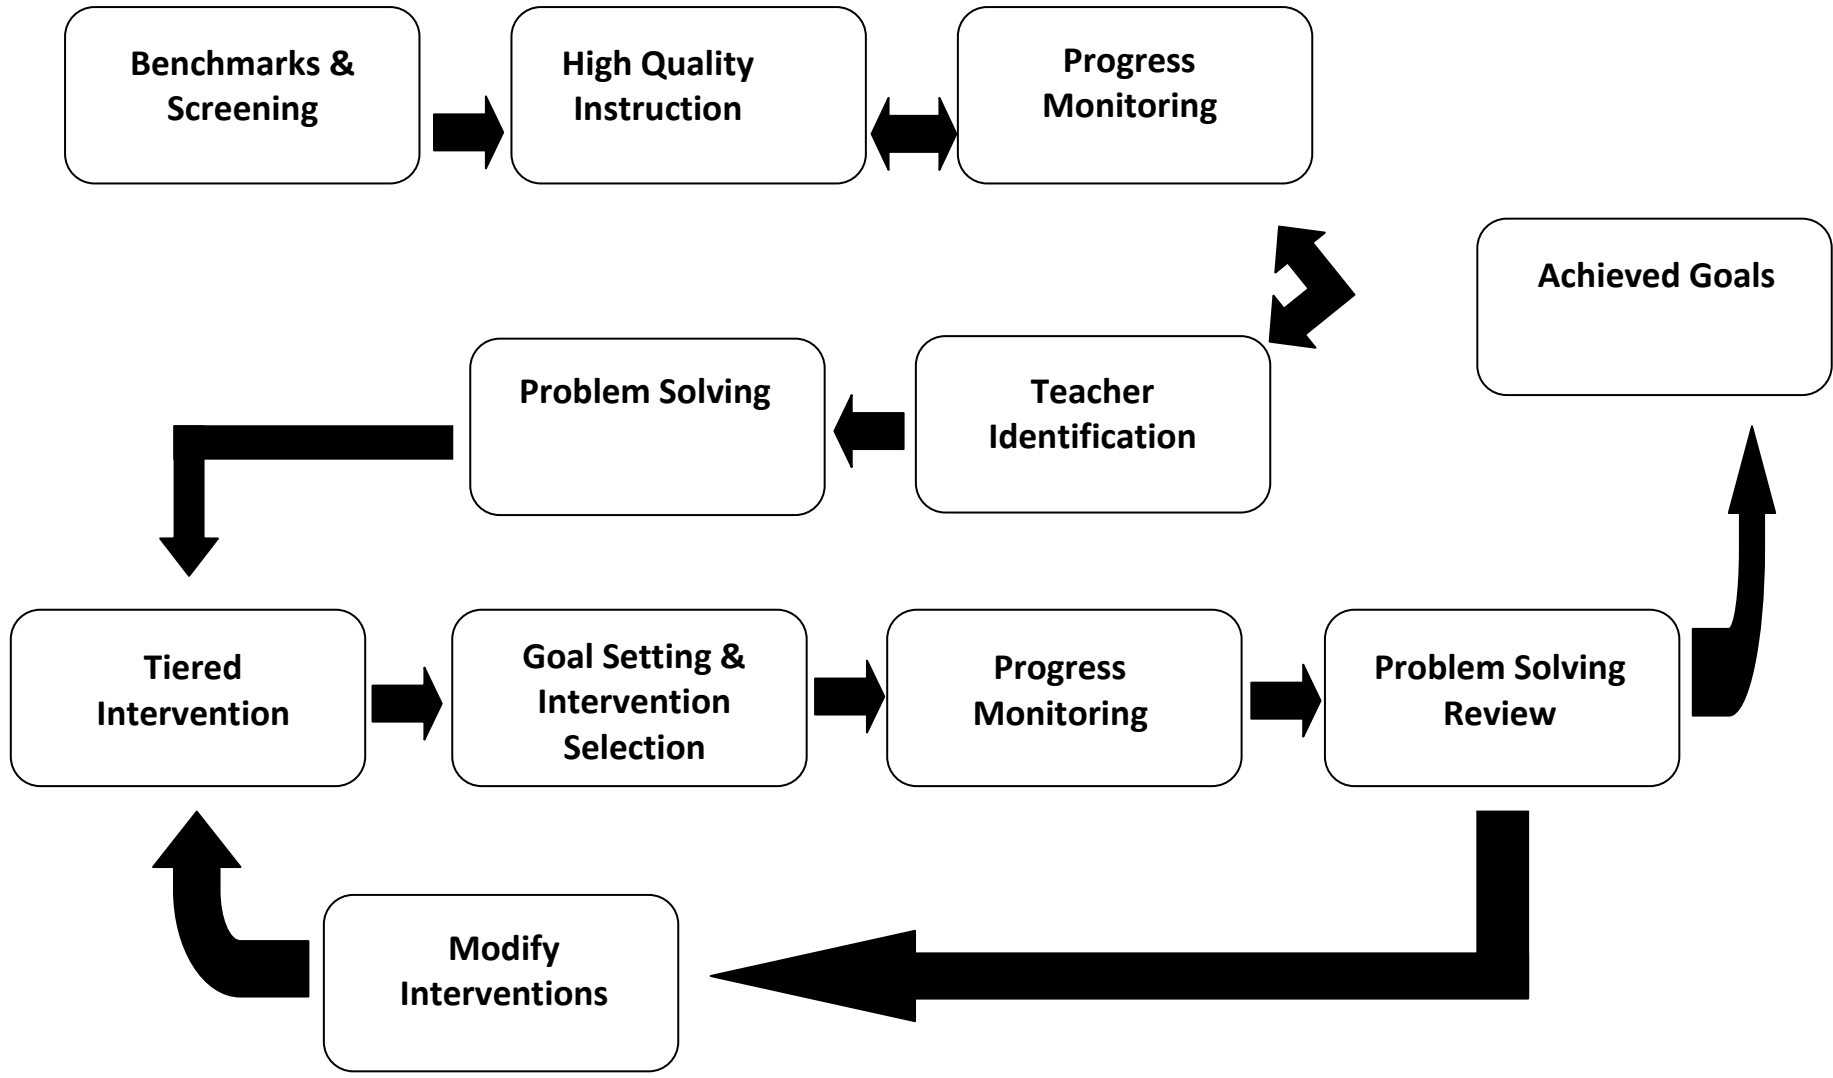 Benchmarks &
Screening
High Quality
Instruction
Progress
Monitoring
Achieved Goals
Problem Solving
Teacher
Identification
Tiered
Intervention
Goal Setting &
Intervention
Selection
Progress
Monitoring
Problem Solving
Review
Modify
Interventions